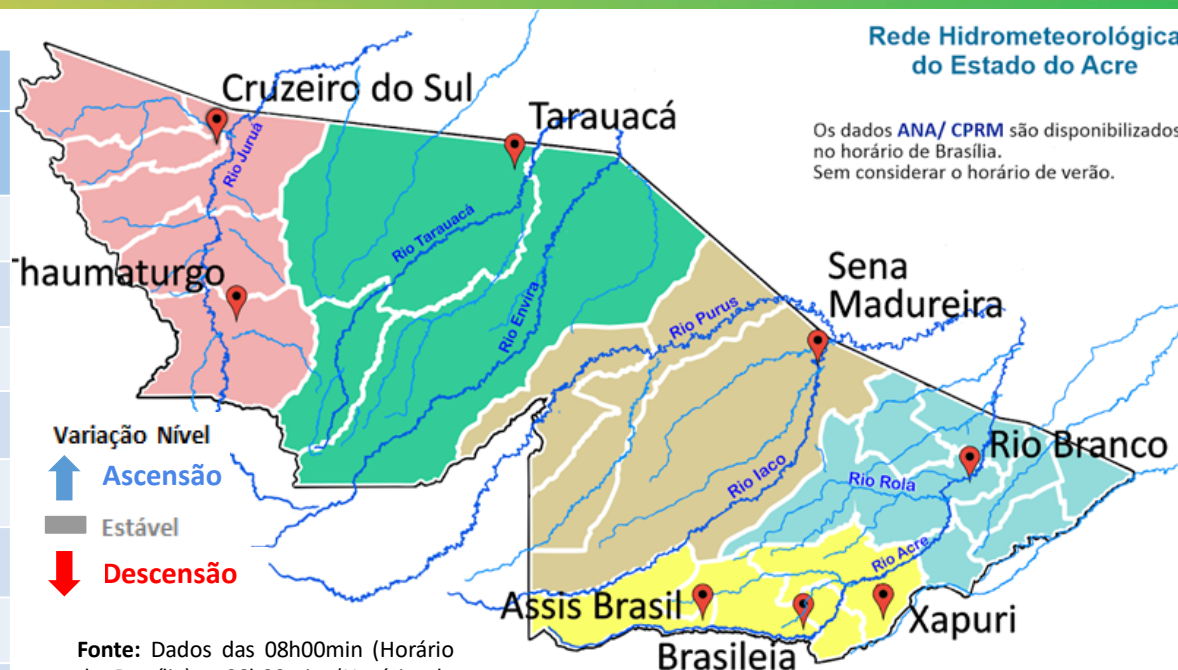 Rede Hidrometeorológica
do Estado do Acre
Os dados ANA/ CPRM são disponibilizados
no horário de Brasília.
Sem considerar o horário de verão.
Cruzeiro do Sul
Tarauacá
Rio Juruá
Rio Tarauacá
Thaumaturgo
Rio Envira
Sena
Madureira
Rio Purus
Rio Iaco
Rio Branco
Rio Rola
Rio Acre
Assis Brasil
Xapuri
Brasileia
Variação Nível
Ascensão
Estável
Descensão
Fonte: Dados das 08h00min (Horário